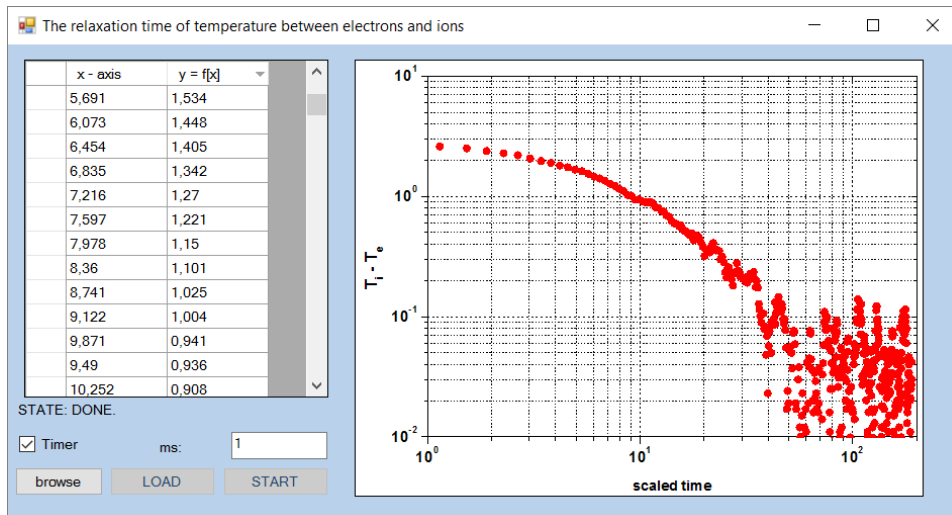 The relaxation time of temperature between electrons and ions
x - axis y = f[x]
5,691 1,534
6,073 1,448
6,454 1,405
6,835 1,342
7,216 1,27
7,597 1,221
7,978 1,15
8,36 1,101
8,741 1,025
9,122 1,004
9,871 0,941
9,49 0,936
10,252 0,908
STATE: DONE.
Timer ms: 1
browse LOAD START
10¹
10⁰
10⁻¹
10⁻²
Tᵢ - Tₑ
10⁰ 10¹ 10²
scaled time